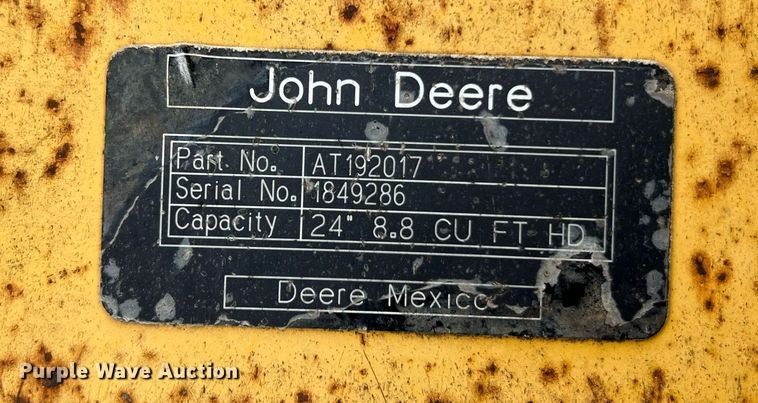 John Deere
Part No. AT192017
Serial No. 1849286
Capacity 24" 8.8 CU FT HD
Deere Mexico
Purple Wave Auction